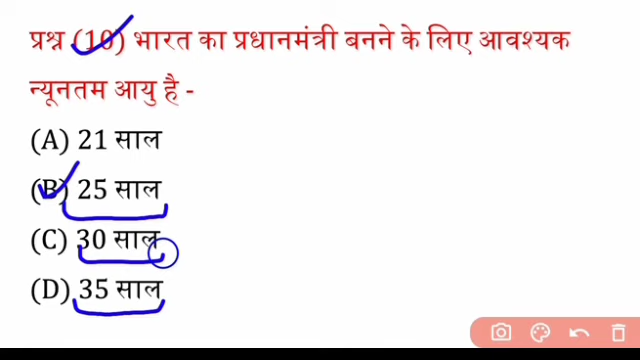 प्रश्न (10) भारत का प्रधानमंत्री बनने के लिए आवश्यक
न्यूनतम आयु है -
(A) 21 साल
(B) 25 साल
(C) 30 साल
(D) 35 साल